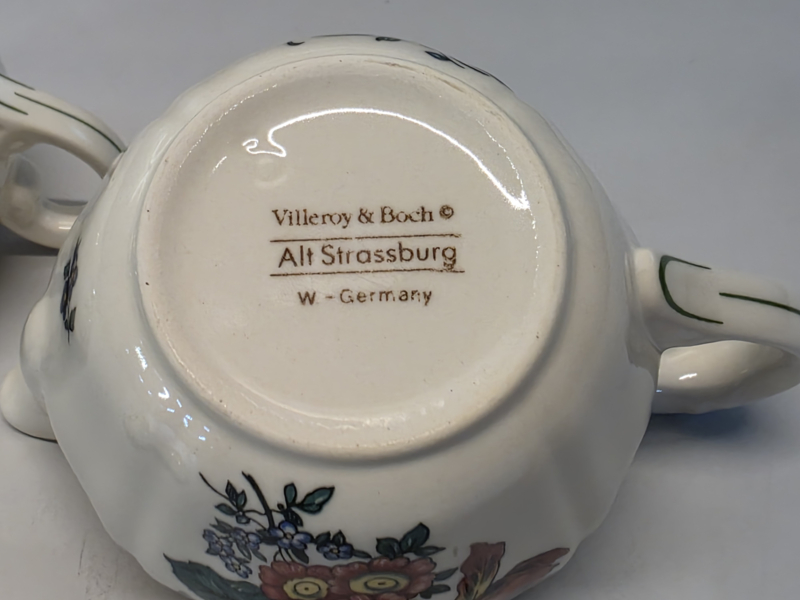 Villeroy & Boch ©
Alt Strassburg
W.-Germany